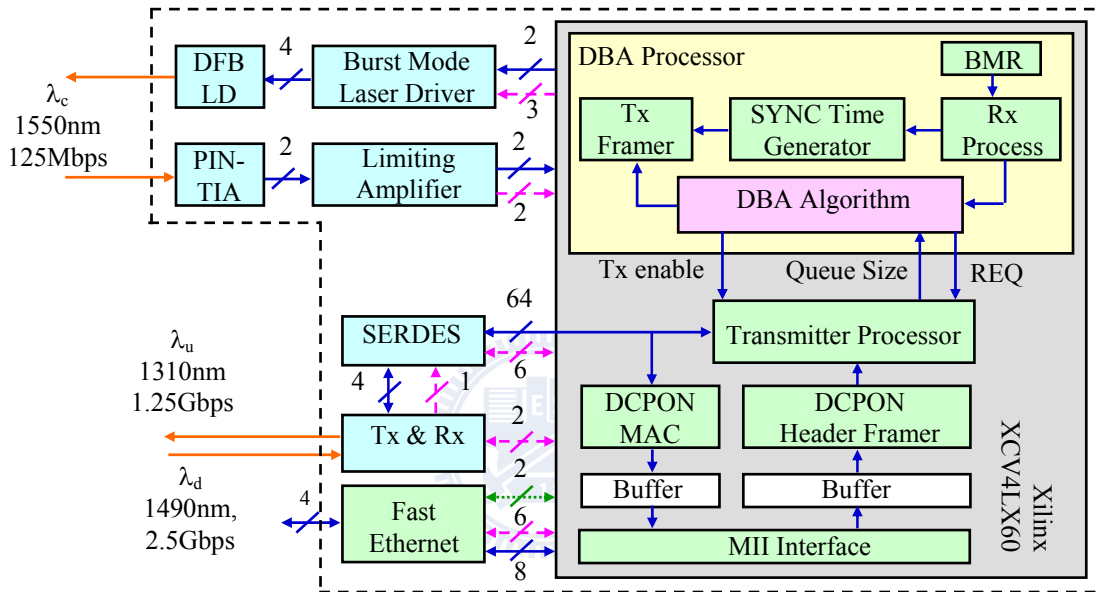 DFB
LD
4
Burst Mode
Laser Driver
2
3
λc
1550nm
125Mbps
PIN-
TIA
2
Limiting
Amplifier
2
2
DBA Processor
BMR
Tx
Framer
SYNC Time
Generator
Rx
Process
DBA Algorithm
Tx enable
Queue Size
REQ
64
SERDES
6
Transmitter Processor
λu
1310nm
1.25Gbps
4
1
Tx & Rx
2
DCPON
MAC
DCPON
Header Framer
λd
1490nm,
2.5Gbps
4
Fast
Ethernet
2
6
8
Buffer
Buffer
MII Interface
Xilinx
XCV4LX60